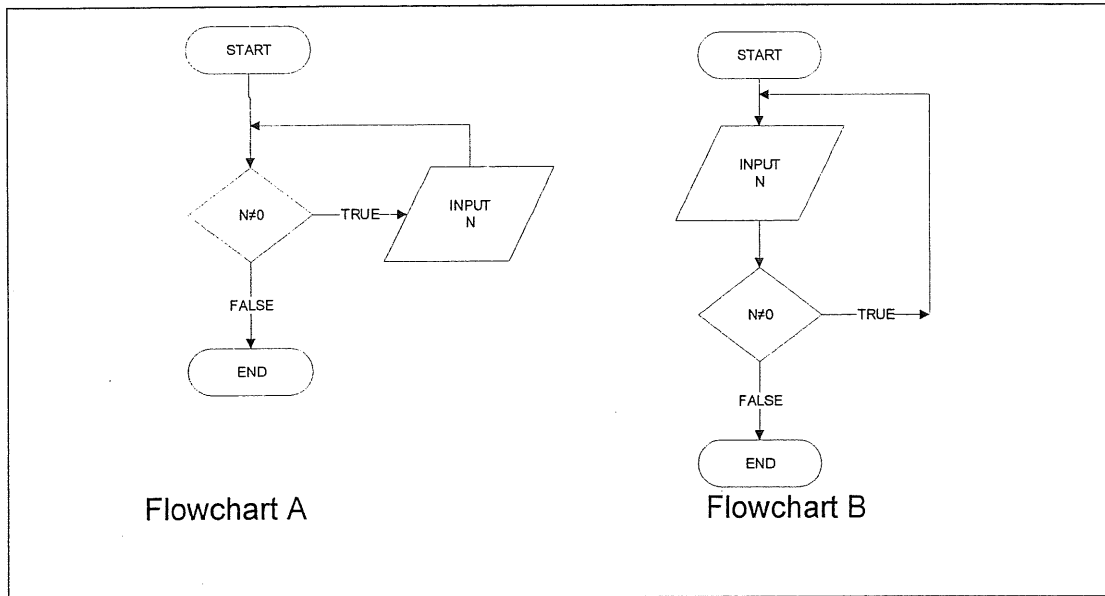 START
N≠0
TRUE
INPUT
N
FALSE
END
Flowchart A
START
INPUT
N
N≠0
TRUE
FALSE
END
Flowchart B